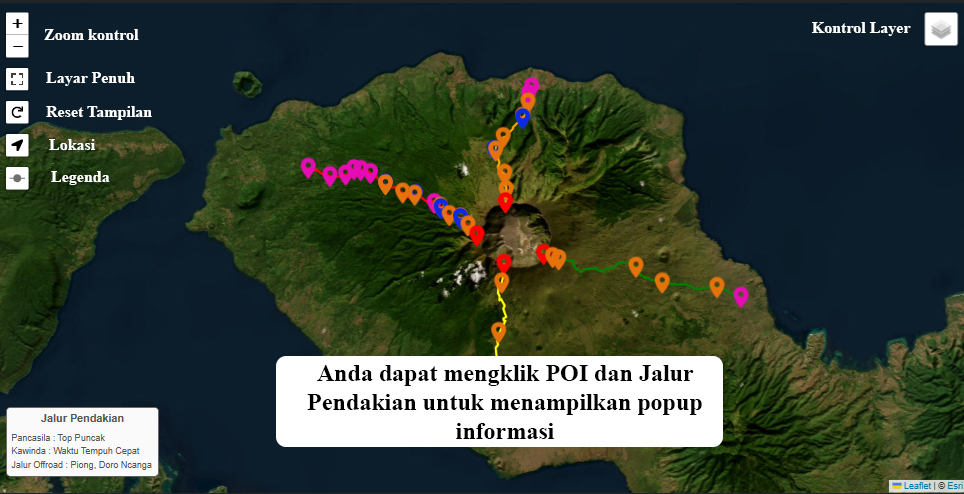 +
Zoom kontrol
−
Kontrol Layer
Layar Penuh
Reset Tampilan
Lokasi
Legenda
Anda dapat mengklik POI dan Jalur
Pendakian untuk menampilkan popup
informasi
Jalur Pendakian
Pancasila : Top Puncak
Kawinda : Waktu Tempuh Cepat
Jalur Offroad : Piong, Doro Ncanga
Leaflet | © Esri